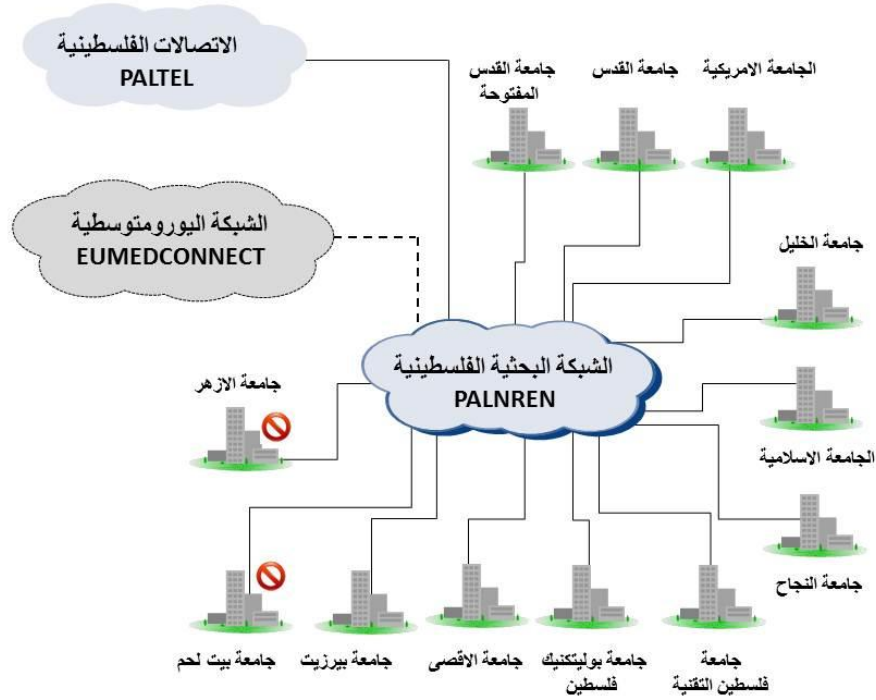 الاتصالات الفلسطينية
PALTEL
جامعة القدس
المفتوحة
جامعة القدس
الجامعة الامريكية
الشبكة اليورومتوسطية
EUMEDCONNECT
جامعة الخليل
الشبكة البحثية الفلسطينية
PALNREN
جامعة الازهر
الجامعة الاسلامية
جامعة النجاح
جامعة بيت لحم
جامعة بيرزيت
جامعة الاقصى
جامعة بوليتكنيك
فلسطين
جامعة
فلسطين التقنية